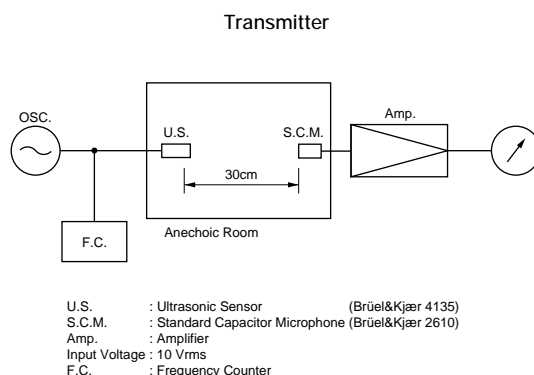 Transmitter
OSC.
U.S.
S.C.M.
Amp.
30cm
F.C.
Anechoic Room
U.S. : Ultrasonic Sensor (Brüel&Kjær 4135)
S.C.M. : Standard Capacitor Microphone (Brüel&Kjær 2610)
Amp. : Amplifier
Input Voltage : 10 Vrms
F.C. : Frequency Counter